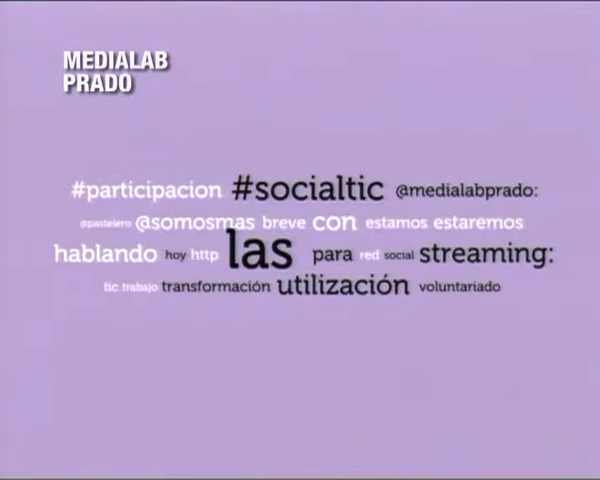 MEDIALAB
PRADO
#participacion #socialtic @medialabprado:
@pastelero @somosmas breve con estamos estaremos
hablando hoy http las para red social streaming:
tic trabajo transformación utilización voluntariado